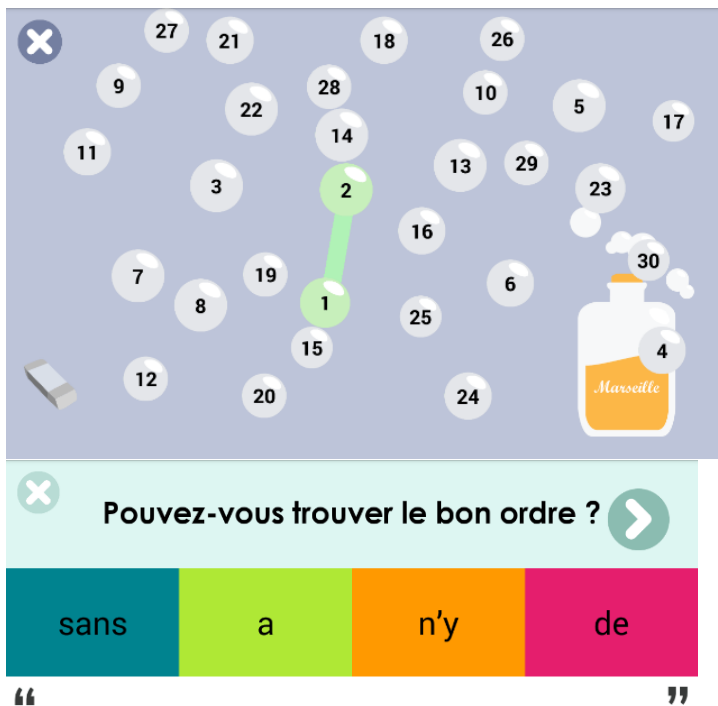 27 21 18 26
9 28 10
22 5
14 17
11 13 29
3 2 23
16
30
7 19 6
8 1 25
15 4
12 20 24
Marseille
Pouvez-vous trouver le bon ordre ?
sans a n'y de
“ ”